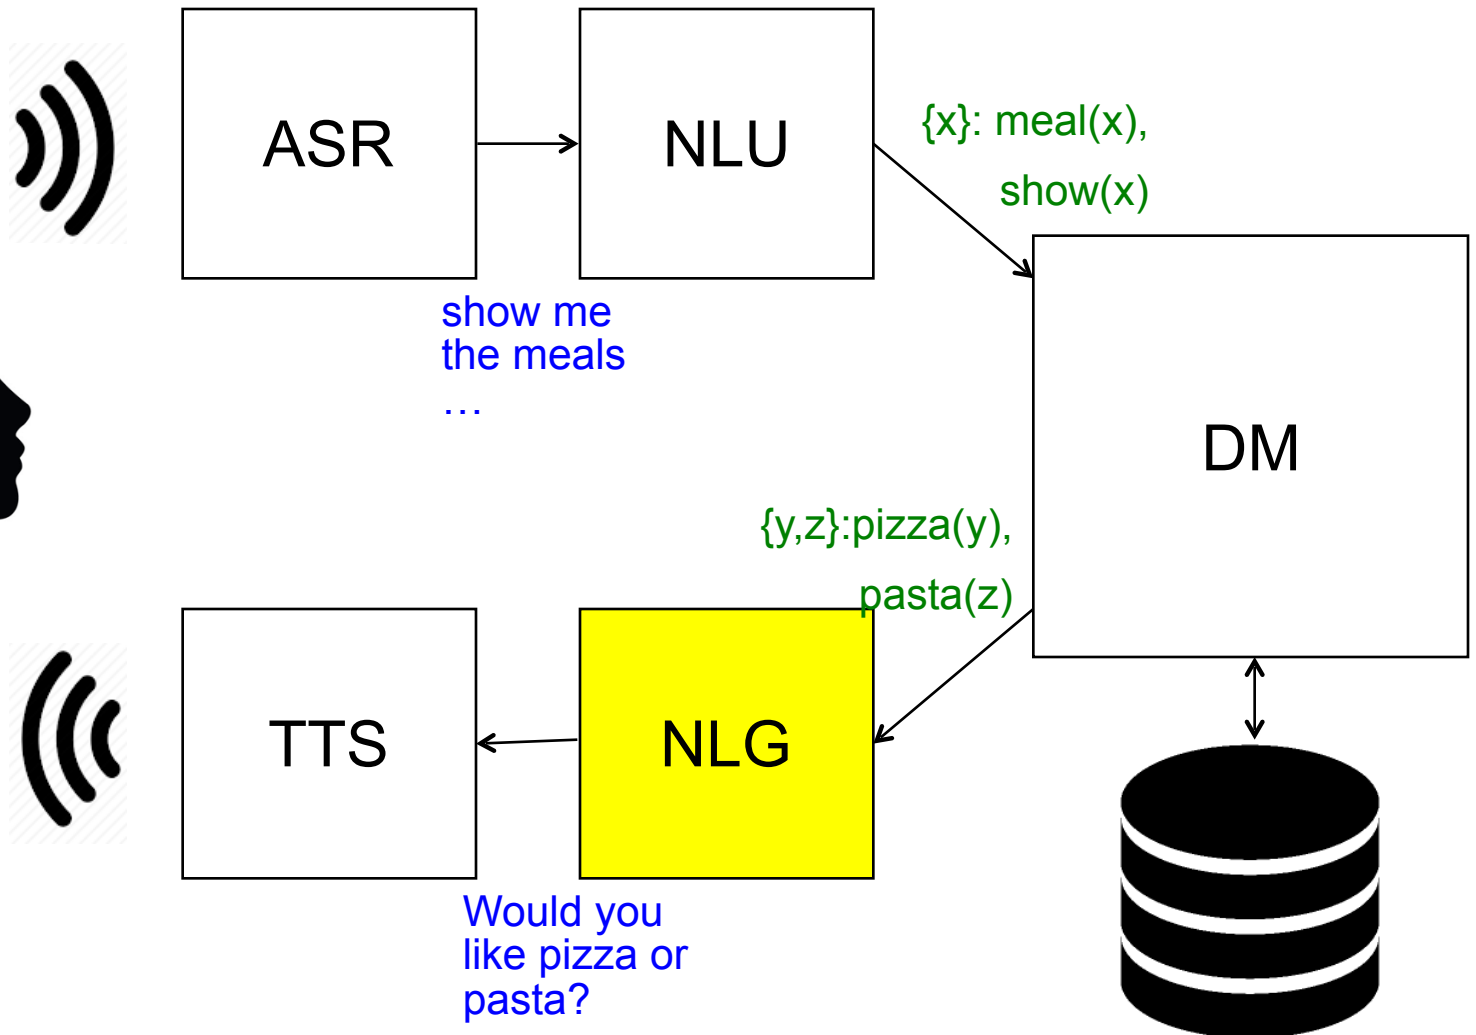 ASR
NLU
{x}: meal(x),
show(x)
show me
the meals
…
DM
{y,z}:pizza(y),
pasta(z)
TTS
NLG
Would you
like pizza or
pasta?